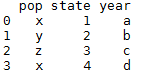 pop state year
0 x 1 a
1 y 2 b
2 z 3 c
3 x 4 d